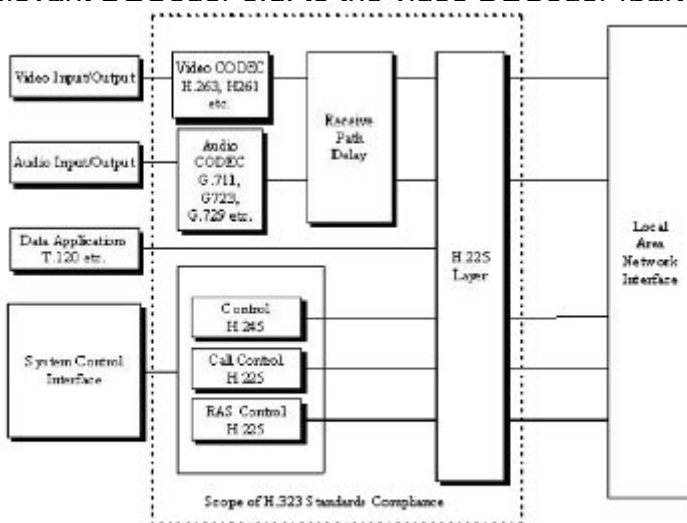 Video Input/Output
Video CODEC
H.263, H261
etc.
Receive
Path
Delay
Audio Input/Output
Audio
CODEC
G.711,
G723,
G.729 etc.
Data Applications
T.120 etc.
H.225
Layer
Local
Area
Network
Interface
System Control
Interface
Control
H.245
Call Control
H.225
RAS Control
H.225
Scope of H.323 Standards Compliance